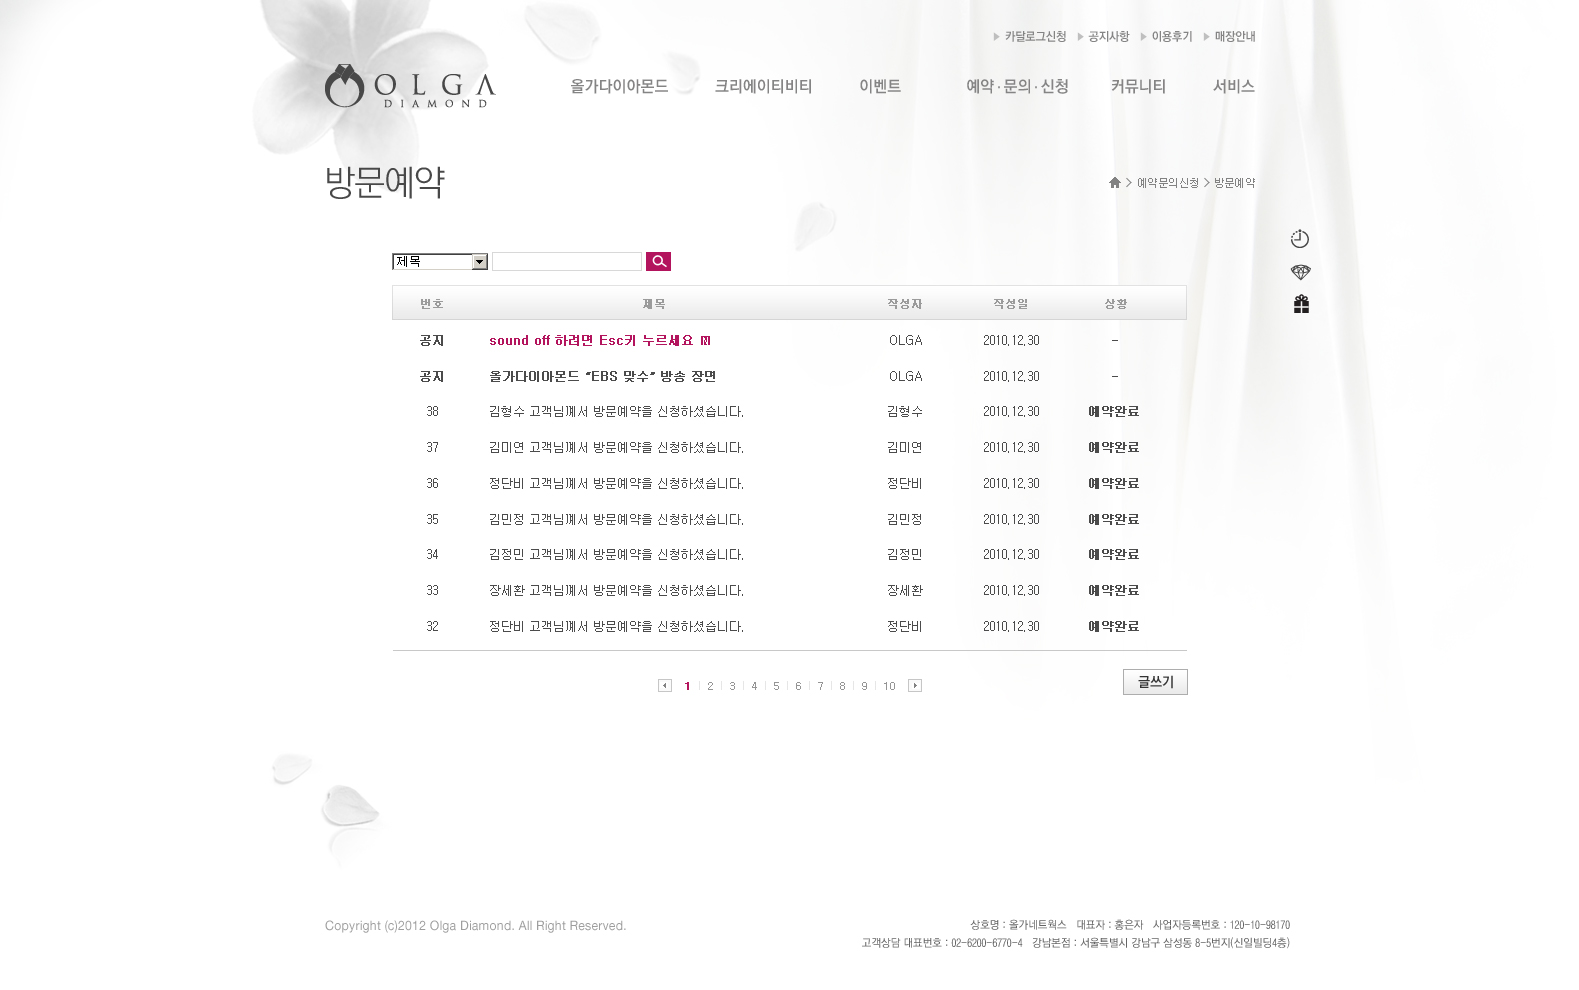 카달로그신청 공지사항 이용후기 매장안내
OLGA
DIAMOND
올가다이아몬드 크리에이티비티 이벤트 예약·문의·신청 커뮤니티 서비스
방문예약
예약문의신청 > 방문예약
제목
번호 제목 작성자 작성일 상황
공지 sound off 하려면 Esc키 누르세요 N OLGA 2010.12.30 -
공지 올가다이아몬드 “EBS 맞수” 방송 장면 OLGA 2010.12.30 -
38 김형수 고객님께서 방문예약을 신청하셨습니다. 김형수 2010.12.30 예약완료
37 김미연 고객님께서 방문예약을 신청하셨습니다. 김미연 2010.12.30 예약완료
36 정단비 고객님께서 방문예약을 신청하셨습니다. 정단비 2010.12.30 예약완료
35 김민정 고객님께서 방문예약을 신청하셨습니다. 김민정 2010.12.30 예약완료
34 김정민 고객님께서 방문예약을 신청하셨습니다. 김정민 2010.12.30 예약완료
33 장세환 고객님께서 방문예약을 신청하셨습니다. 장세환 2010.12.30 예약완료
32 정단비 고객님께서 방문예약을 신청하셨습니다. 정단비 2010.12.30 예약완료
1 2 3 4 5 6 7 8 9 10
글쓰기
Copyright (c)2012 Olga Diamond. All Right Reserved.
상호명 : 올가네트웍스 대표자 : 홍은자 사업자등록번호 : 120-10-98170
고객상담 대표번호 : 02-6200-6770-4 강남본점 : 서울특별시 강남구 삼성동 8-5번지(신일빌딩4층)